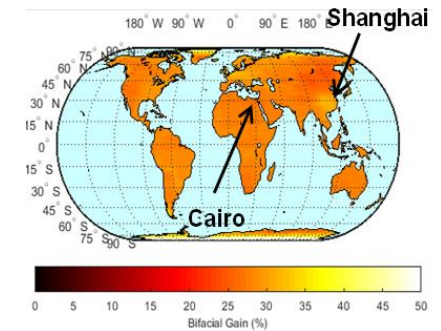 180° W 90° W 0° 90° E 180° E
Shanghai
90° N
75° N
60° N
45° N
30° N
15° N
0°
15° S
30° S
45° S
60° S
75° S
90° S
Cairo
0 5 10 15 20 25 30 35 40 45 50
Bifacial Gain (%)